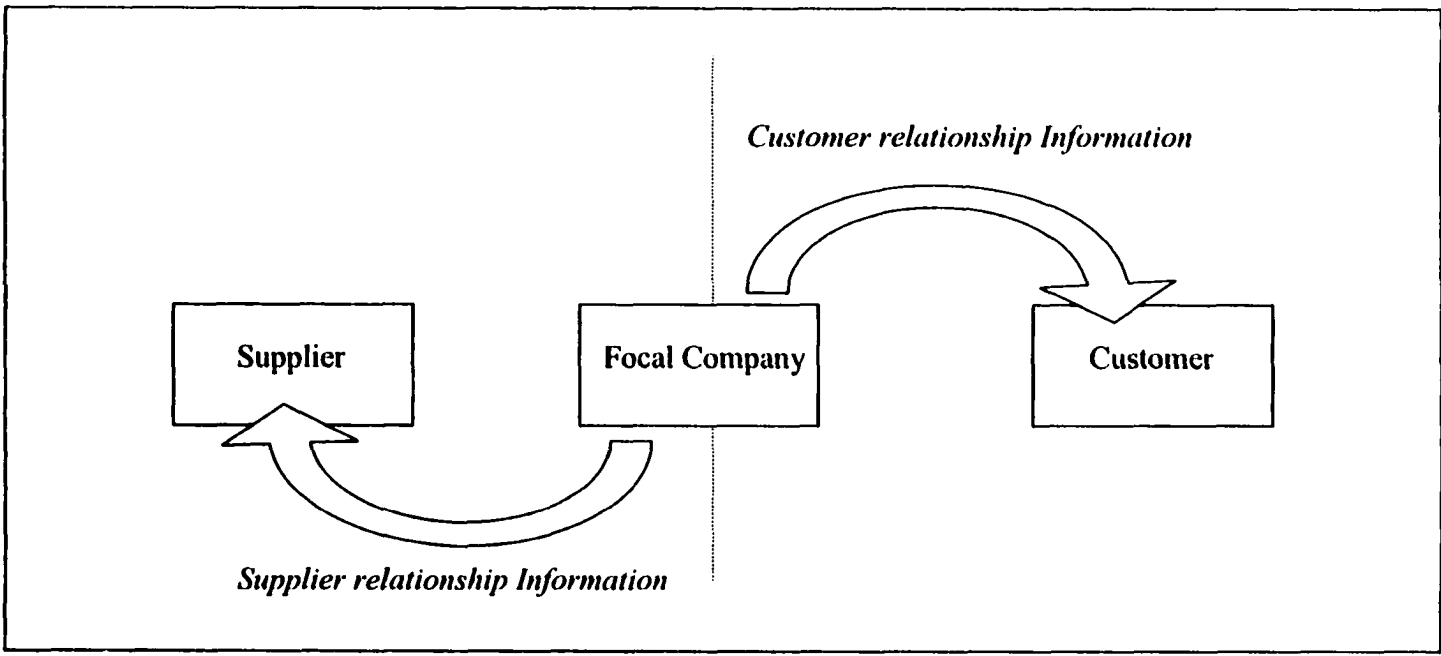 Customer relationship Information
Supplier
Focal Company
Customer
Supplier relationship Information